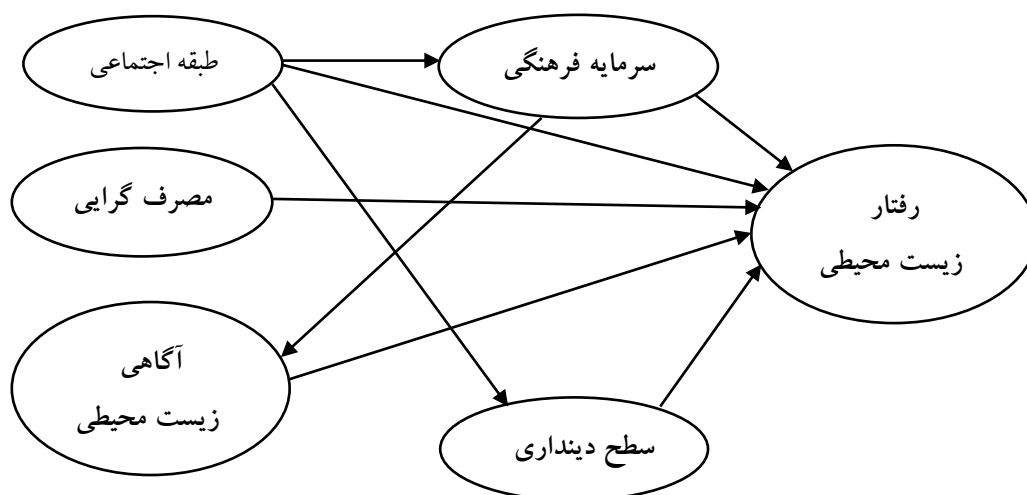 طبقه اجتماعی
سرمایه فرهنگی
مصرف گرایی
رفتار
زیست محیطی
آگاهی
زیست محیطی
سطح دینداری